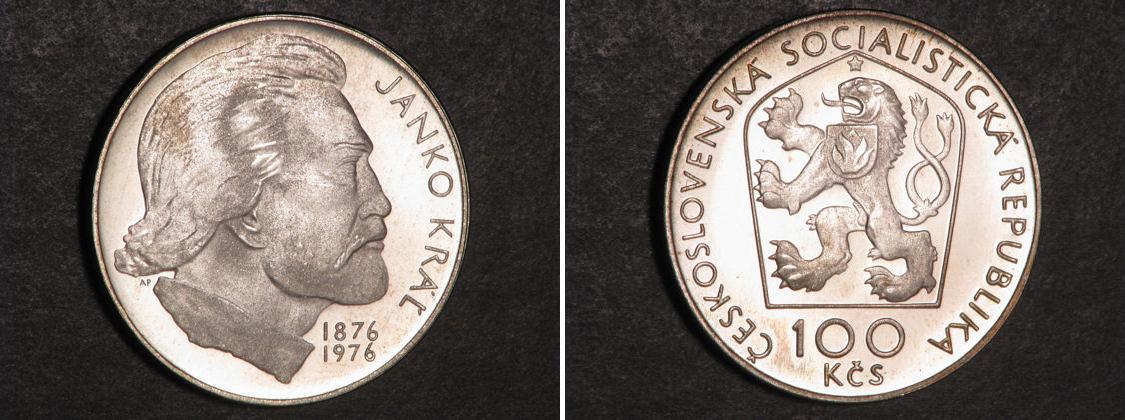 JANKO KRÁĽ
AP
1876
1976
ČESKOSLOVENSKÁ SOCIALISTICKÁ REPUBLIKA
100
KČS